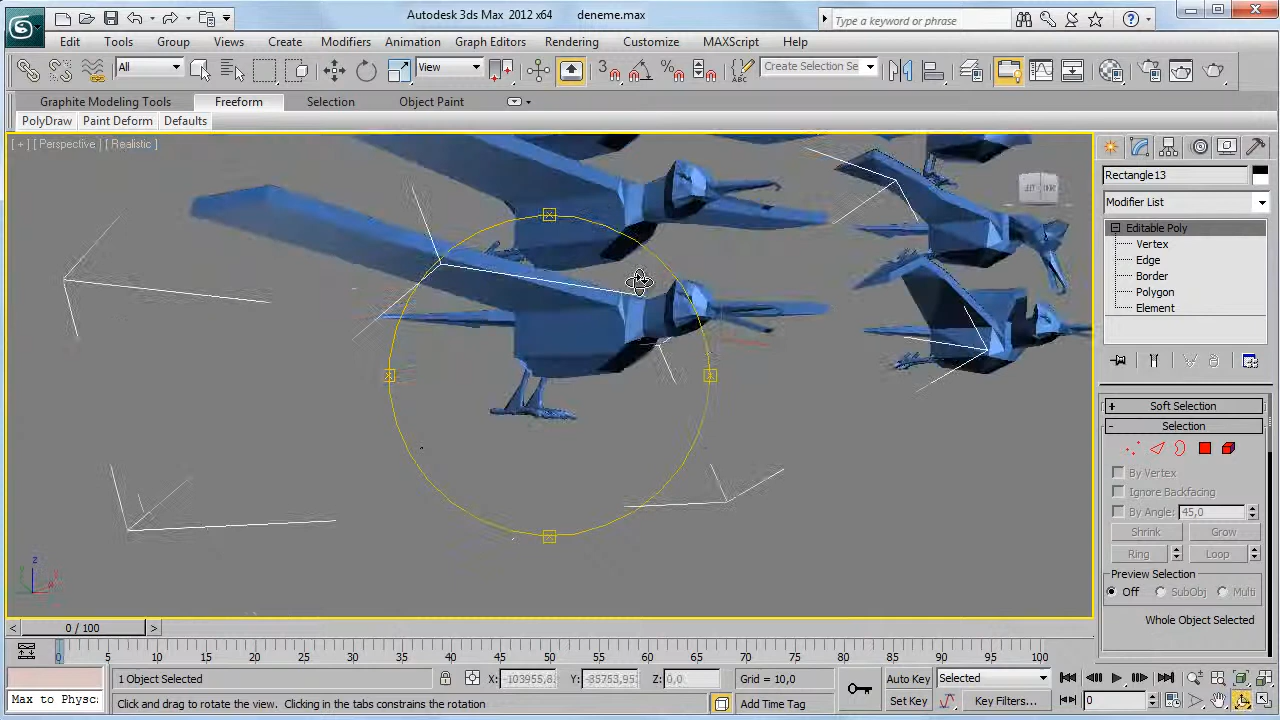 Autodesk 3ds Max 2012 x64 deneme.max
Type a keyword or phrase
Edit Tools Group Views Create Modifiers Animation Graph Editors Rendering Customize MAXScript Help
All View 3 Create Selection Se
Graphite Modeling Tools Freeform Selection Object Paint
PolyDraw Paint Deform Defaults
[ + ] [ Perspective ] [ Realistic ]
Rectangle13
Modifier List
Editable Poly
Vertex
Edge
Border
Polygon
Element
+ Soft Selection
- Selection
By Vertex
Ignore Backfacing
By Angle: 45,0
Shrink Grow
Ring Loop
Preview Selection
Off SubObj Multi
Whole Object Selected
z
< 0 / 100 >
0 5 10 15 20 25 30 35 40 45 50 55 60 65 70 75 80 85 90 95 100
1 Object Selected X: -103955,8 Y: -35753,95 Z: 0,0 Grid = 10,0 Auto Key Selected
Max to Physc Click and drag to rotate the view. Clicking in the tabs constrains the rotation Add Time Tag Set Key Key Filters... 0